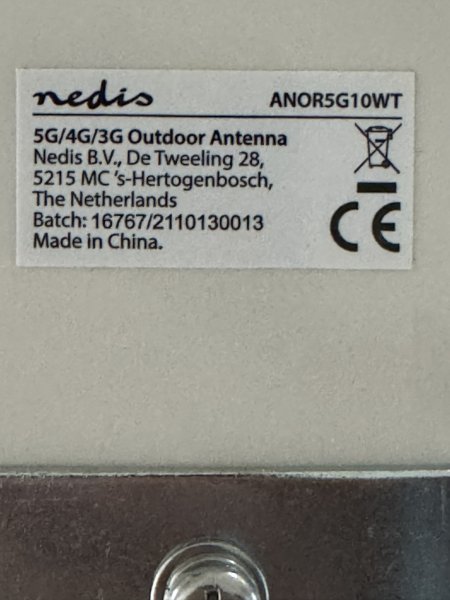 nedis ANOR5G10WT
5G/4G/3G Outdoor Antenna
Nedis B.V., De Tweeling 28,
5215 MC 's-Hertogenbosch,
The Netherlands
Batch: 16767/2110130013
Made in China.
CE